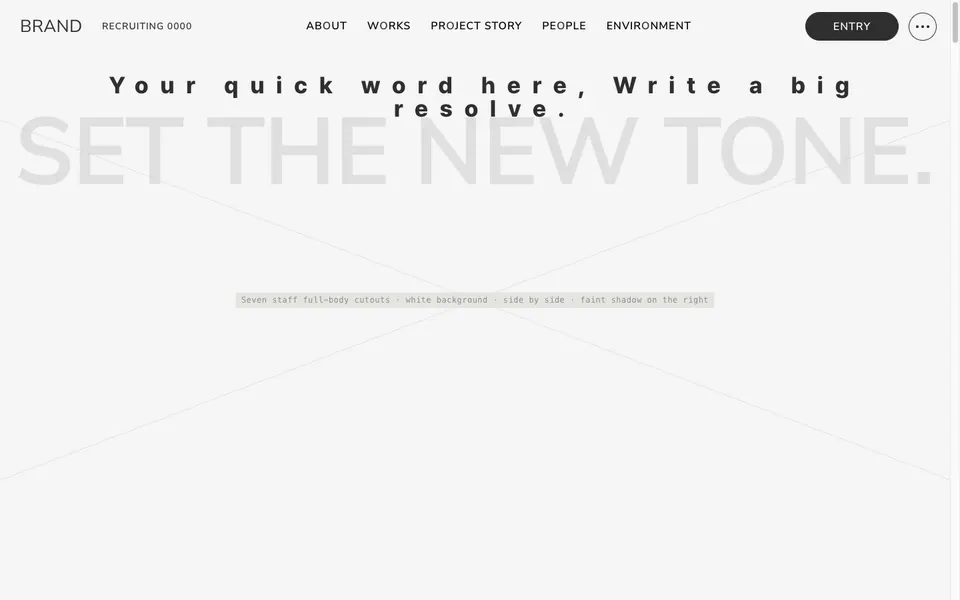 BRAND
RECRUITING 0000
ABOUT
WORKS
PROJECT STORY
PEOPLE
ENVIRONMENT
ENTRY
Your quick word here, Write a big
resolve.
SET THE NEW TONE.
Seven staff full-body cutouts · white background · side by side · faint shadow on the right